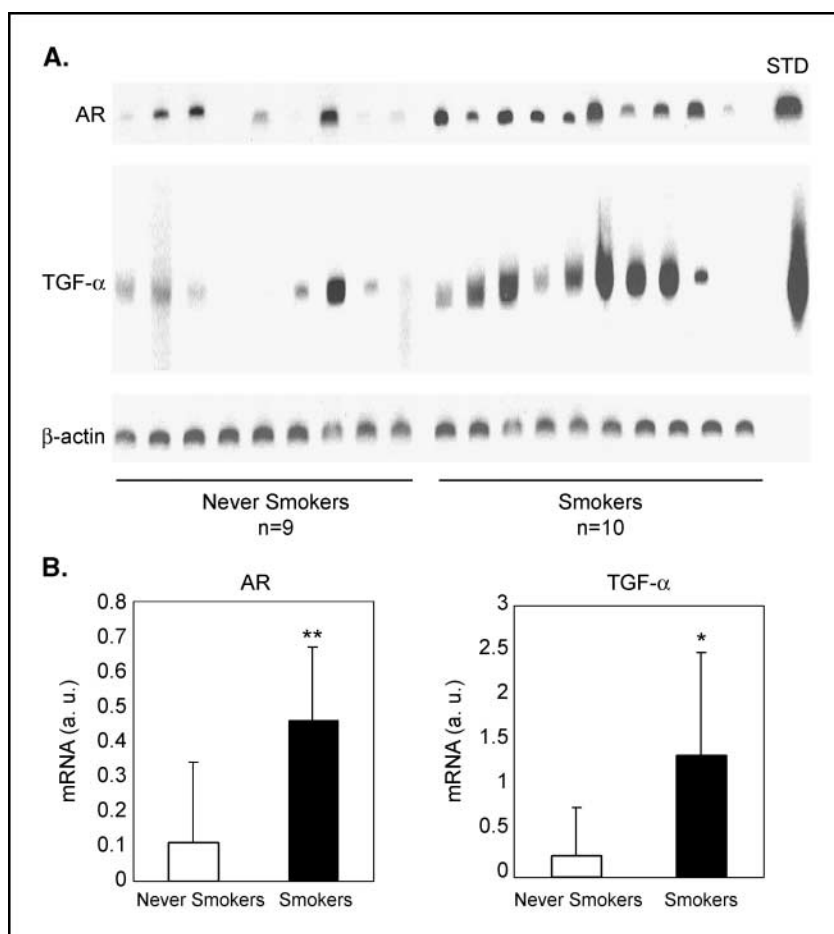 A.
STD
AR
TGF-α
β-actin
Never Smokers
n=9
Smokers
n=10
B.
AR
0.8
0.7
0.6
0.5
0.4
0.3
0.2
0.1
0
mRNA (a. u.)
**
Never Smokers
Smokers
TGF-α
3
2.5
2
1.5
1
0.5
0
mRNA (a. u.)
*
Never Smokers
Smokers